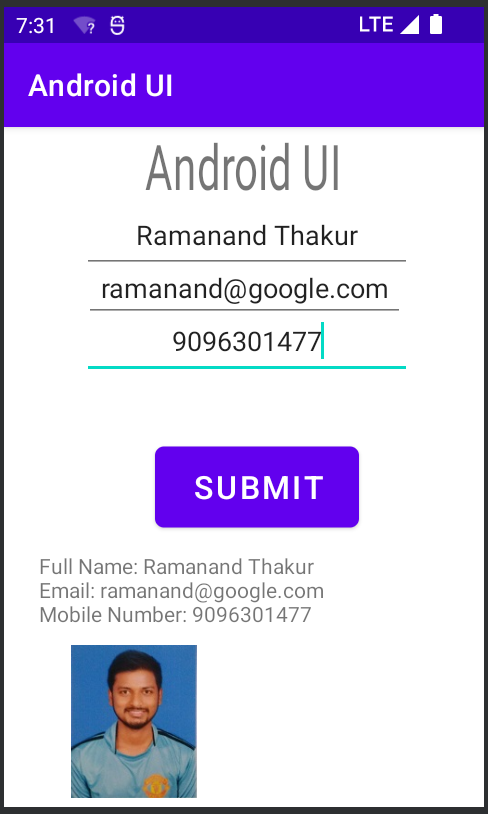 7:31 LTE
Android UI
Android UI
Ramanand Thakur
ramanand@google.com
9096301477
SUBMIT
Full Name: Ramanand Thakur
Email: ramanand@google.com
Mobile Number: 9096301477